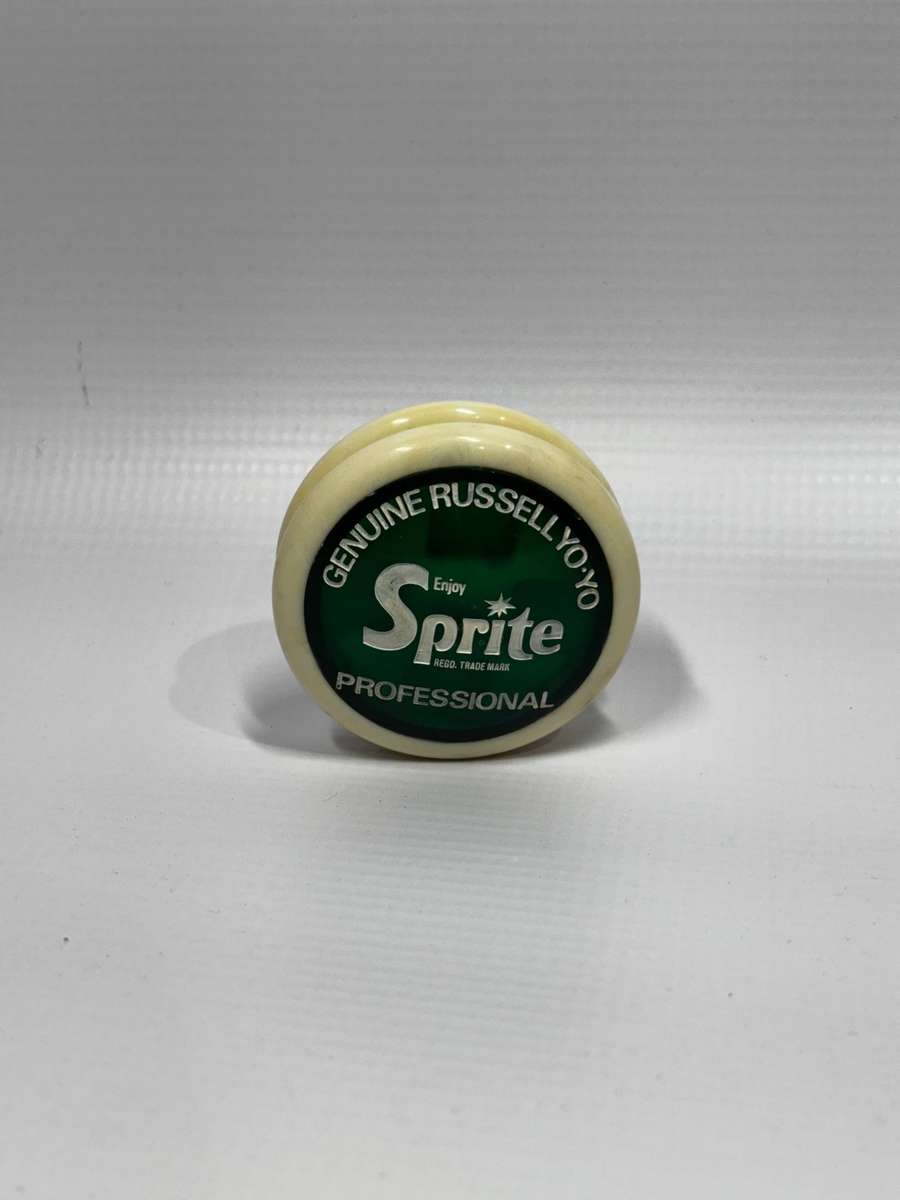 GENUINE RUSSELL YO-YO
Enjoy
Sprite
REGD. TRADE MARK
PROFESSIONAL